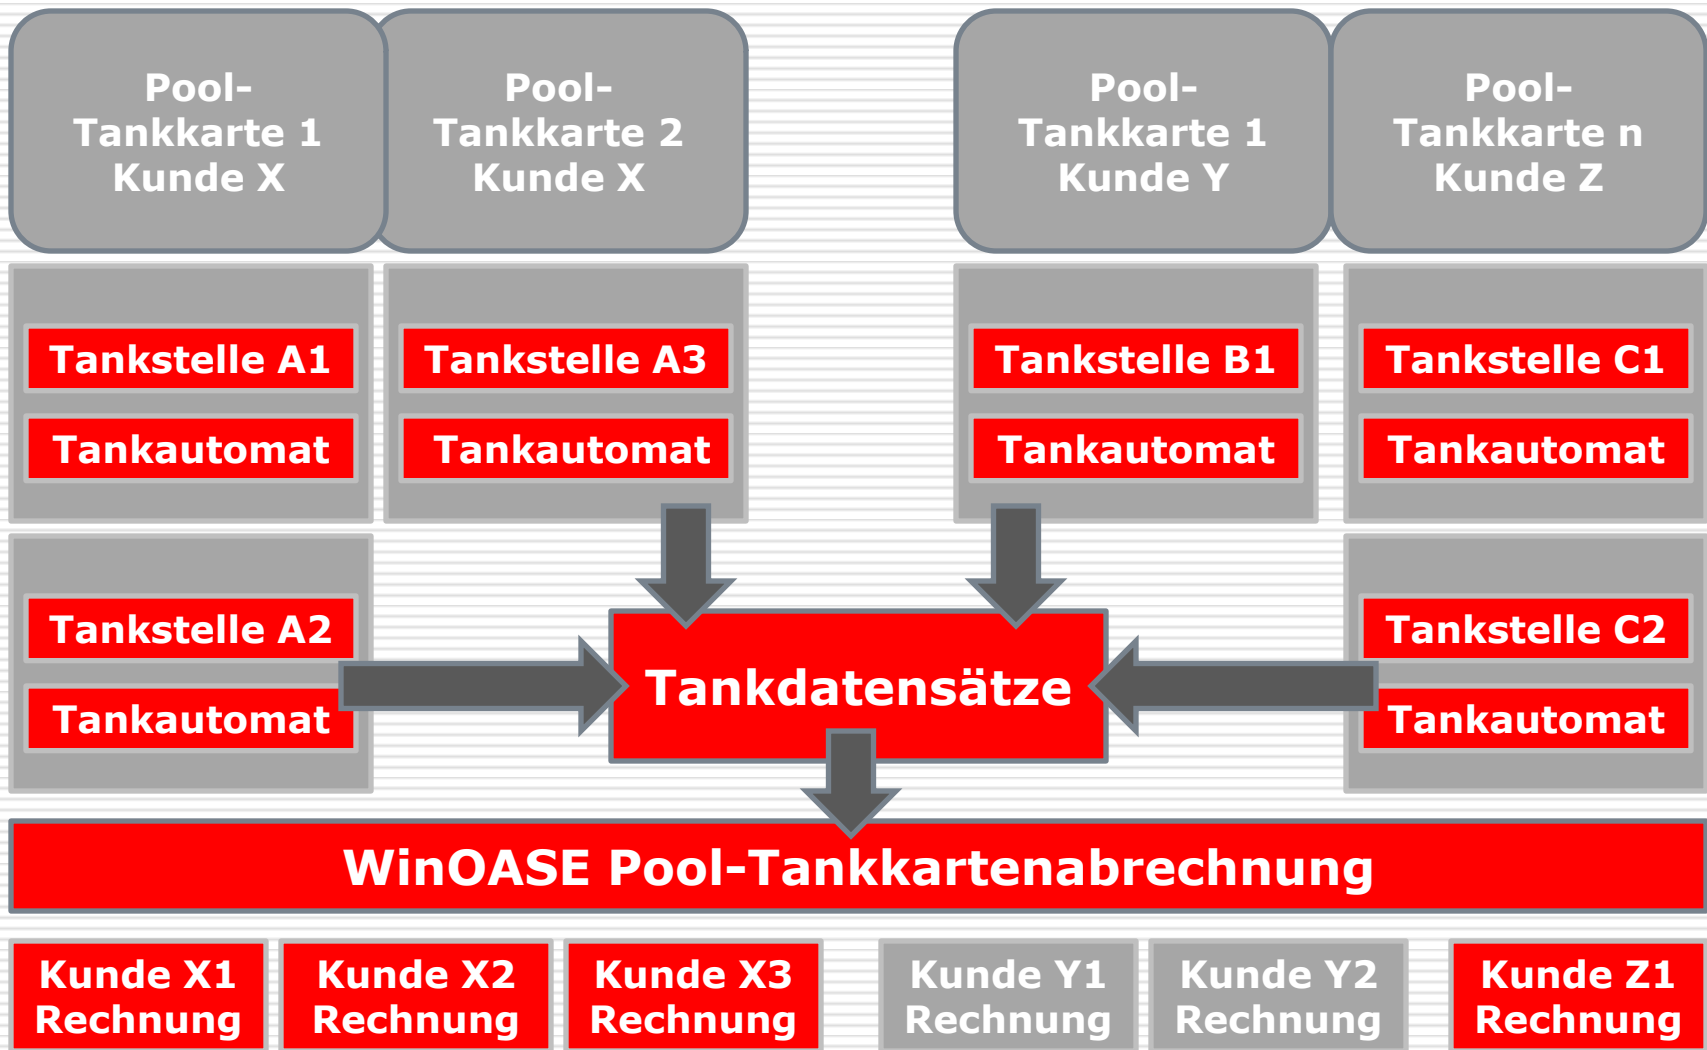 Pool-
Tankkarte 1
Kunde X
Pool-
Tankkarte 2
Kunde X
Pool-
Tankkarte 1
Kunde Y
Pool-
Tankkarte n
Kunde Z
Tankstelle A1
Tankautomat
Tankstelle A3
Tankautomat
Tankstelle B1
Tankautomat
Tankstelle C1
Tankautomat
Tankstelle A2
Tankautomat
Tankdatensätze
Tankstelle C2
Tankautomat
WinOASE Pool-Tankkartenabrechnung
Kunde X1
Rechnung
Kunde X2
Rechnung
Kunde X3
Rechnung
Kunde Y1
Rechnung
Kunde Y2
Rechnung
Kunde Z1
Rechnung